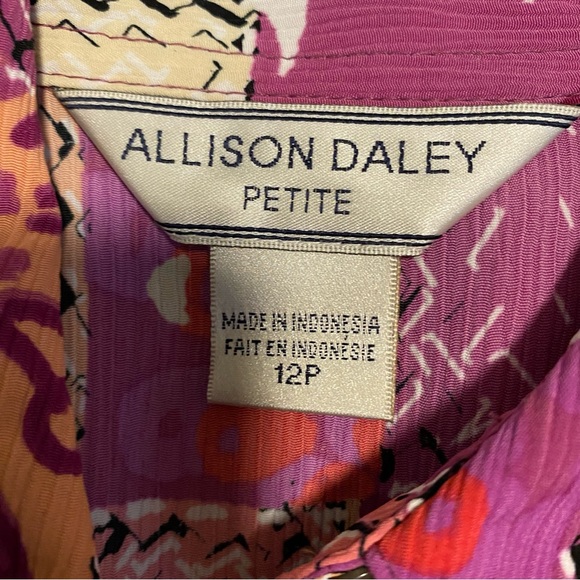 ALLISON DALEY
PETITE
MADE IN INDONESIA
FAIT EN INDONÉSIE
12P